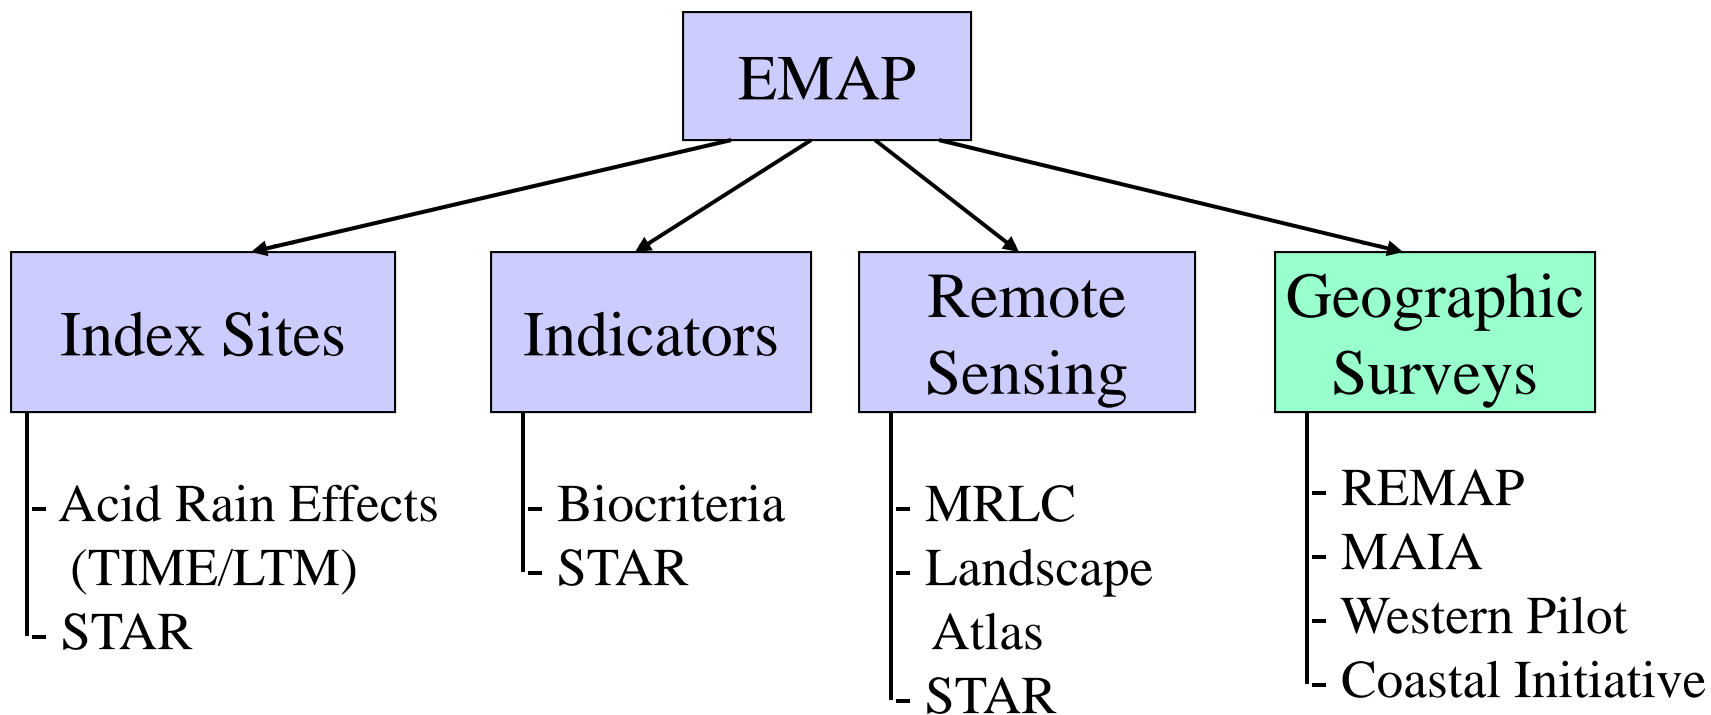 EMAP
Index Sites
- Acid Rain Effects
(TIME/LTM)
- STAR
Indicators
- Biocriteria
- STAR
Remote
Sensing
- MRLC
- Landscape
Atlas
- STAR
Geographic
Surveys
- REMAP
- MAIA
- Western Pilot
- Coastal Initiative